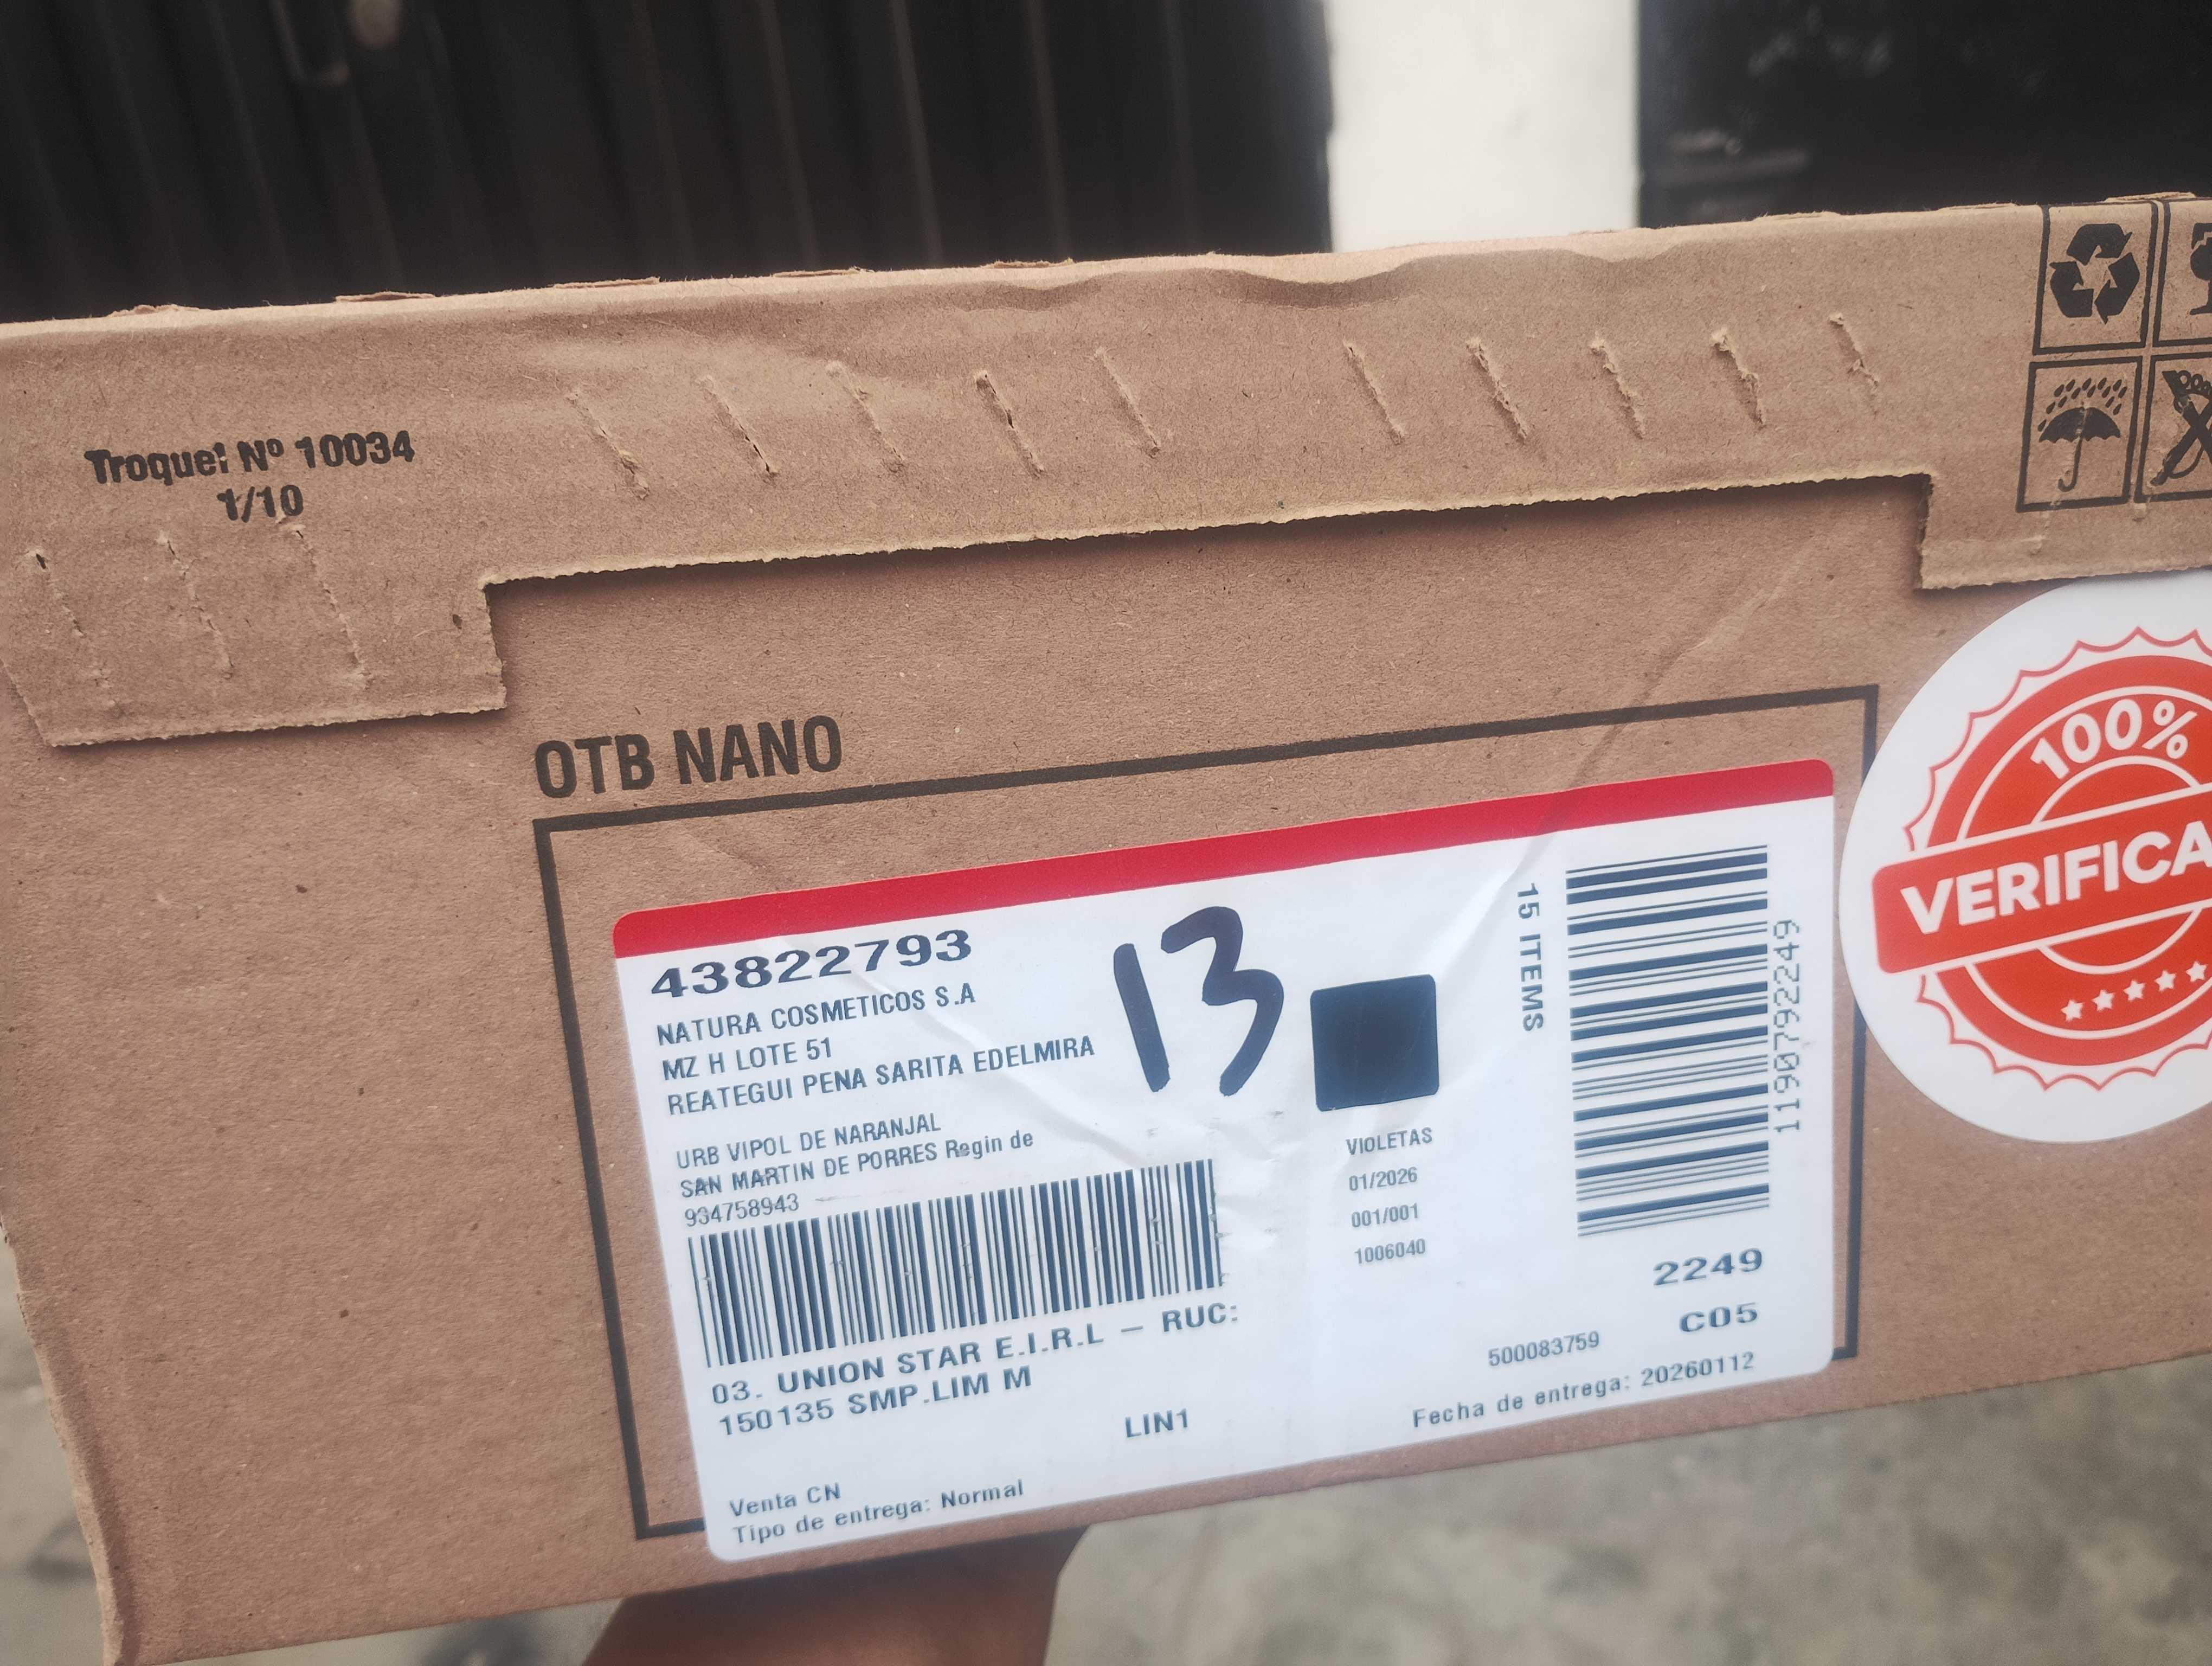 Troquel Nº 10034
1/10
OTB NANO
100%
VERIFICA
43822793
NATURA COSMETICOS S.A
MZ H LOTE 51
REATEGUI PENA SARITA EDELMIRA
URB VIPOL DE NARANJAL
SAN MARTIN DE PORRES Regin de
934758943
13
15 ITEMS
1190792249
VIOLETAS
01/2026
001/001
1006040
03. UNION STAR E.I.R.L – RUC:
150135 SMP.LIM M
LIN1
2249
C05
500083759
Fecha de entrega: 20260112
Venta CN
Tipo de entrega: Normal